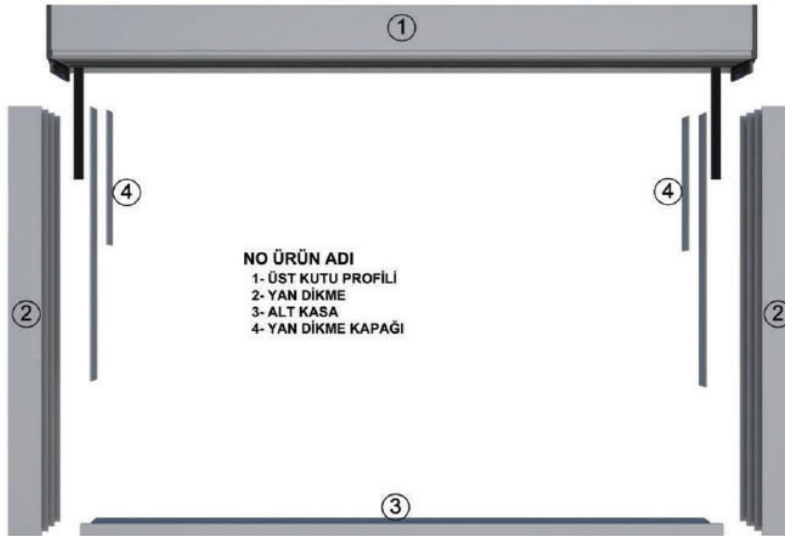 1
4
4
NO ÜRÜN ADI
1- ÜST KUTU PROFİLİ
2- YAN DİKME
3- ALT KASA
4- YAN DİKME KAPAĞI
2
2
3